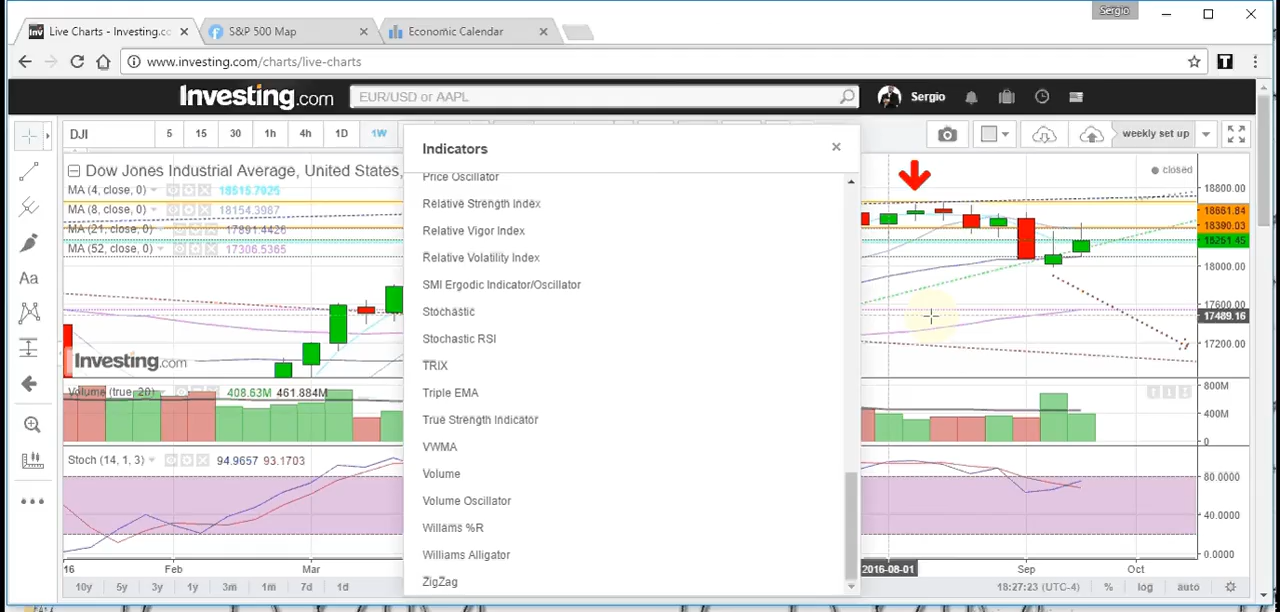 Sergio
Live Charts - Investing.co
S&P 500 Map
Economic Calendar
www.investing.com/charts/live-charts
T
Investing.com
EUR/USD or AAPL
Sergio
DJI 5 15 30 1h 4h 1D 1W
weekly set up
Indicators
Dow Jones Industrial Average, United States,
closed
MA (4, close, 0) 18515.7025
MA (8, close, 0) 18154.3987
MA (21, close, 0) 17891.4426
MA (52, close, 0) 17306.5365
Aa
Price Oscillator
Relative Strength Index
Relative Vigor Index
Relative Volatility Index
SMI Ergodic Indicator/Oscillator
Stochastic
Stochastic RSI
TRIX
Triple EMA
True Strength Indicator
VWMA
Volume
Volume Oscillator
Willams %R
Williams Alligator
ZigZag
18800.00
18661.84
18390.03
18261.45
18000.00
17600.00
17489.16
17200.00
Investing.com
Volume (true, 20) 408.63M 461.884M
800M
400M
0
Stoch (14, 1, 3) 94.9657 93.1703
80.0000
40.0000
0.0000
16 Feb Mar 2016-08-01 Sep Oct
10y 5y 3y 1y 3m 1m 7d 1d
18:27:23 (UTC-4) % log auto